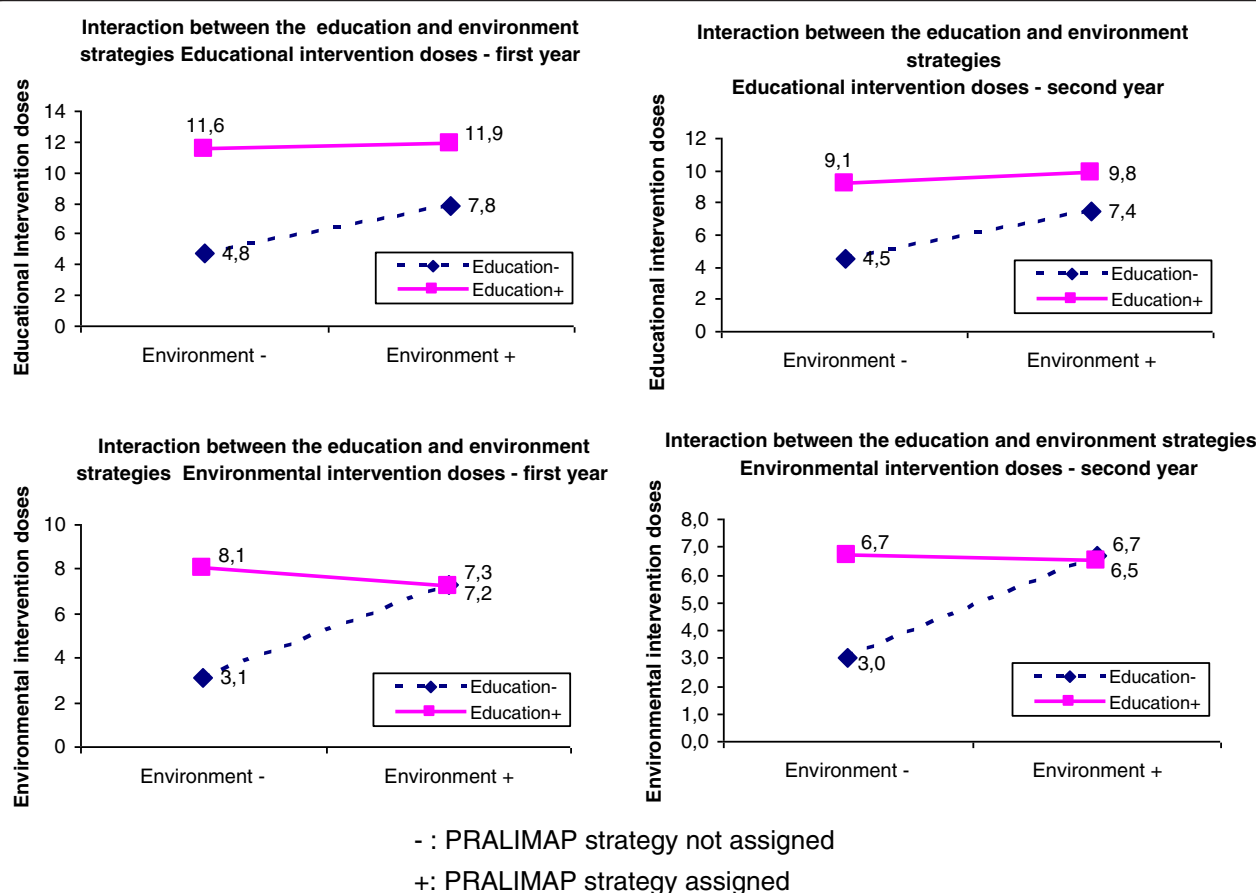 Interaction between the education and environment
strategies Educational intervention doses - first year
Educational Intervention doses
14
12
10
8
6
4
2
0
11,6
11,9
7,8
4,8
Education-
Education+
Environment -
Environment +
Interaction between the education and environment
strategies
Educational intervention doses - second year
Educational intervention doses
12
10
8
6
4
2
0
9,1
9,8
7,4
4,5
Education-
Education+
Environment -
Environment +
Interaction between the education and environment
strategies Environmental intervention doses - first year
Environmental intervention doses
10
8
6
4
2
0
8,1
7,3
7,2
3,1
Education-
Education+
Environment -
Environment +
Interaction between the education and environment strategies
Environmental intervention doses - second year
Environmental intervention doses
8,0
7,0
6,0
5,0
4,0
3,0
2,0
1,0
0,0
6,7
6,7
6,5
3,0
Education-
Education+
Environment -
Environment +
- : PRALIMAP strategy not assigned
+: PRALIMAP strategy assigned